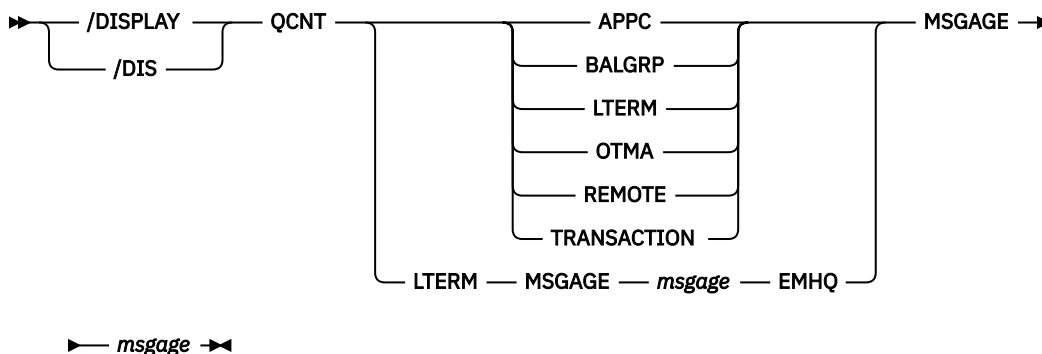 /DISPLAY QCNT APPC MSGAGE
/DIS
BALGRP
LTERM
OTMA
REMOTE
TRANSACTION
LTERM MSGAGE msgage EMHQ
msgage